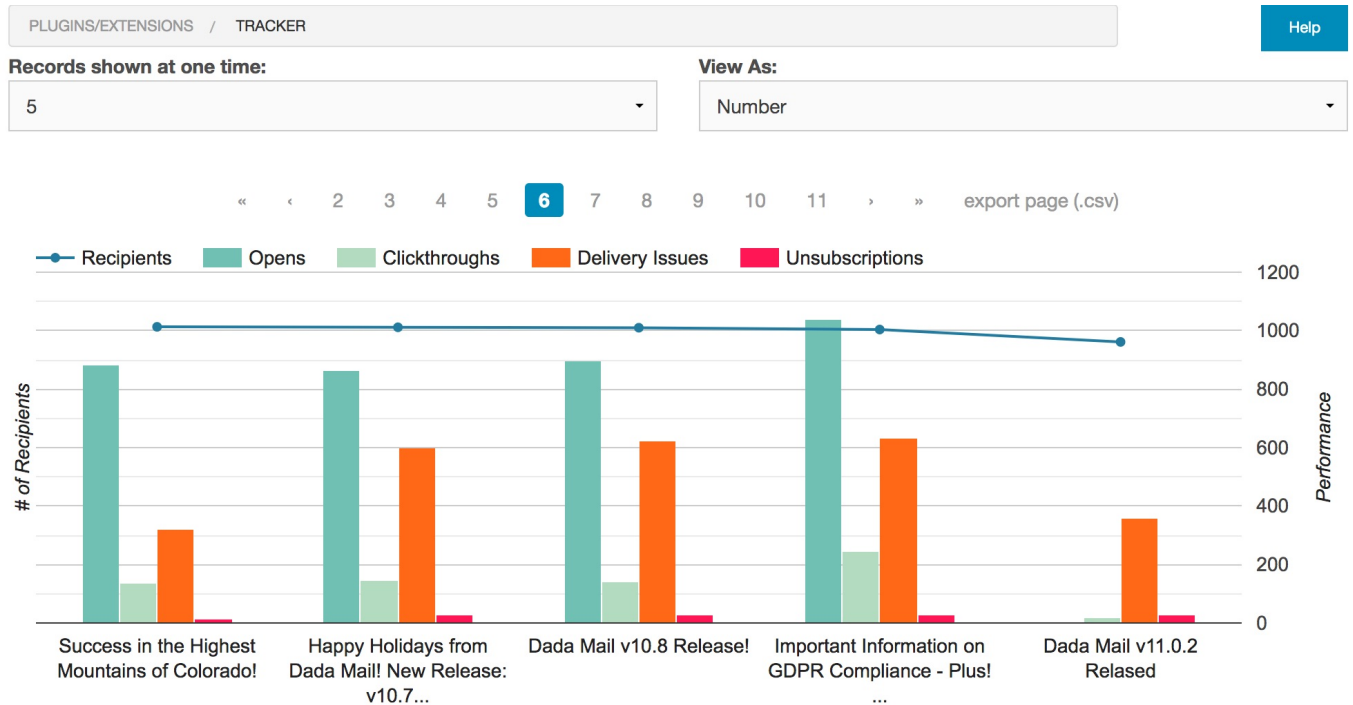 PLUGINS/EXTENSIONS / TRACKER
Help
Records shown at one time:
View As:
5
Number
« ‹ 2 3 4 5 6 7 8 9 10 11 › » export page (.csv)
Recipients Opens Clickthroughs Delivery Issues Unsubscriptions
1200
1000
800
600
400
200
0
# of Recipients
Performance
Success in the Highest
Mountains of Colorado!
Happy Holidays from
Dada Mail! New Release:
v10.7...
Dada Mail v10.8 Release!
Important Information on
GDPR Compliance - Plus!
...
Dada Mail v11.0.2
Relased